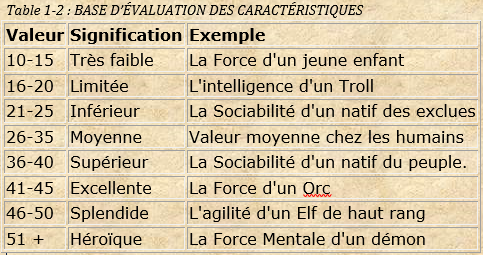 Table 1-2 : BASE D'ÉVALUATION DES CARACTÉRISTIQUES
Valeur Signification Exemple
10-15 Très faible La Force d'un jeune enfant
16-20 Limitée L'intelligence d'un Troll
21-25 Inférieur La Sociabilité d'un natif des exclues
26-35 Moyenne Valeur moyenne chez les humains
36-40 Supérieur La Sociabilité d'un natif du peuple.
41-45 Excellente La Force d'un Orc
46-50 Splendide L'agilité d'un Elf de haut rang
51 + Héroïque La Force Mentale d'un démon